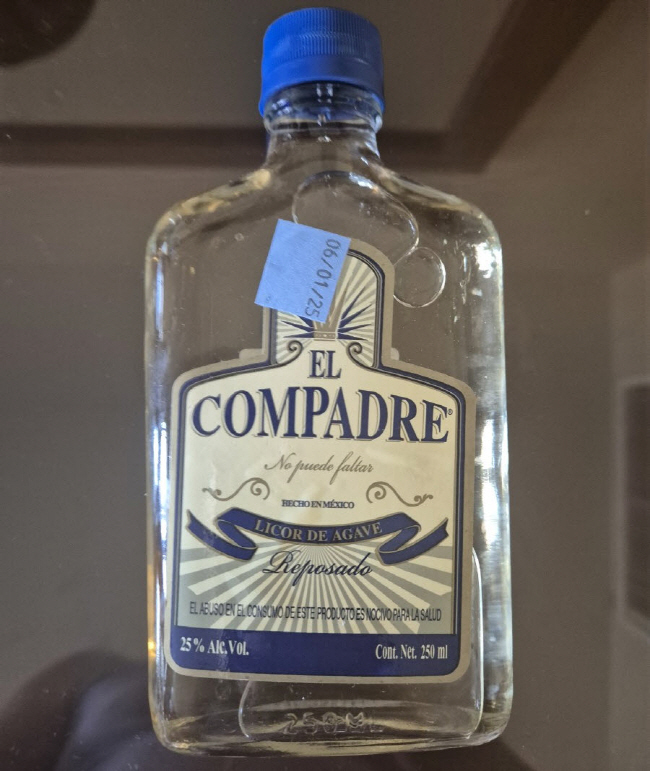 06/01/25
EL
COMPADRE®
No puede faltar
HECHO EN MÉXICO
LICOR DE AGAVE
Reposado
EL ABUSO EN EL CONSUMO DE ESTE PRODUCTO ES NOCIVO PARA LA SALUD
25% Alc.Vol. Cont. Net. 250 ml
250ML